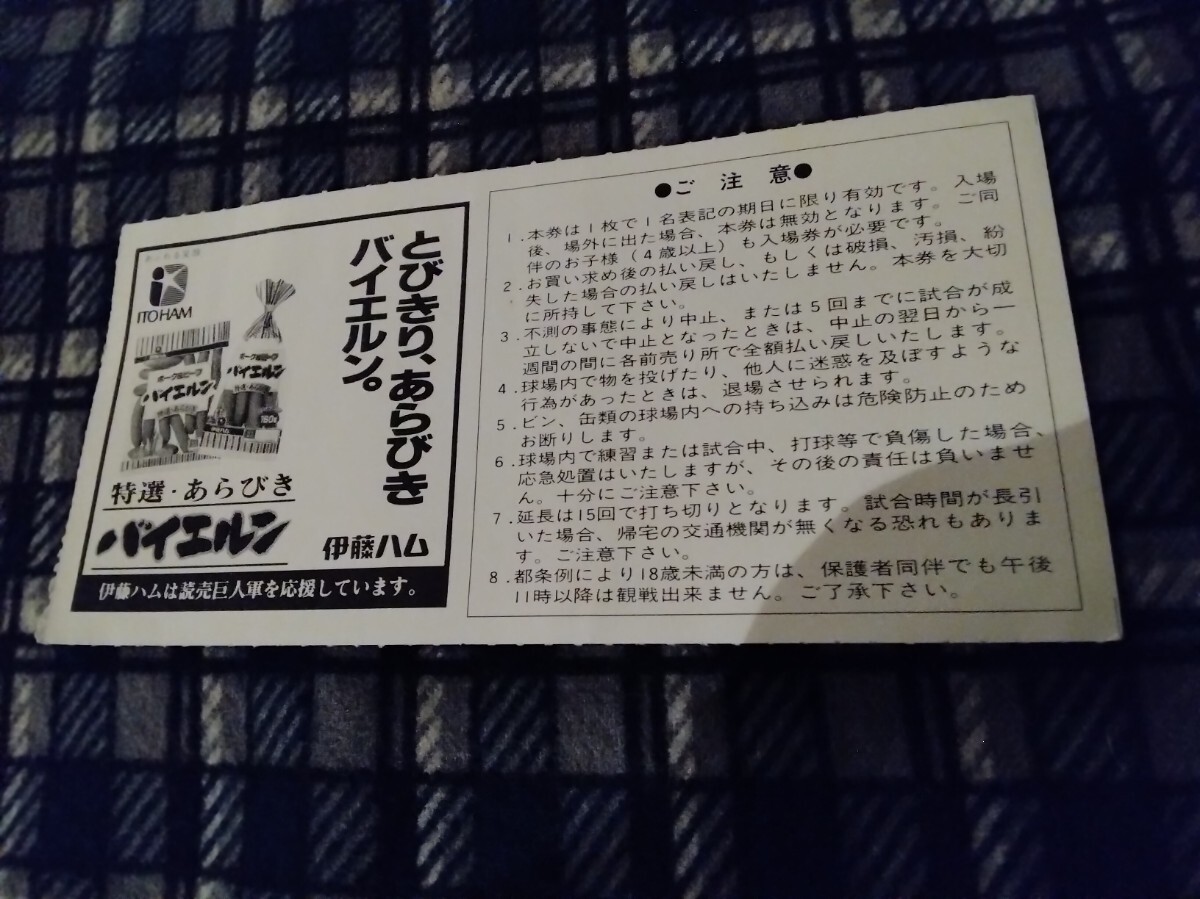 ITOHAM
ポーク&ビーフ
バイエルン
ポーク&ビーフ
バイエルン
特選・あらびき
160g
とびきり、あらびき
バイエルン。
特選・あらびき
バイエルン
伊藤ハム
伊藤ハムは読売巨人軍を応援しています。
●ご注意●
1.本券は1枚で1名表記の期日に限り有効です。入場
後、場外に出た場合、本券は無効となります。ご同
伴のお子様(4歳以上)も入場券が必要です。
2.お買い求め後の払い戻し、もしくは破損、汚損、紛
失した場合の払い戻しはいたしません。本券を大切
に所持して下さい。
3.不測の事態により中止、または5回までに試合が成
立しないで中止となったときは、中止の翌日から一
週間の間に各前売り所で全額払い戻しいたします。
4.球場内で物を投げたり、他人に迷惑を及ぼすような
行為があったときは、退場させられます。
5.ビン、缶類の球場内への持ち込みは危険防止のため
お断りします。
6.球場内で練習または試合中、打球等で負傷した場合、
応急処置はいたしますが、その後の責任は負いませ
ん。十分にご注意下さい。
7.延長は15回で打ち切りとなります。試合時間が長引
いた場合、帰宅の交通機関が無くなる恐れもありま
す。ご注意下さい。
8.都条例により18歳未満の方は、保護者同伴でも午後
11時以降は観戦出来ません。ご了承下さい。